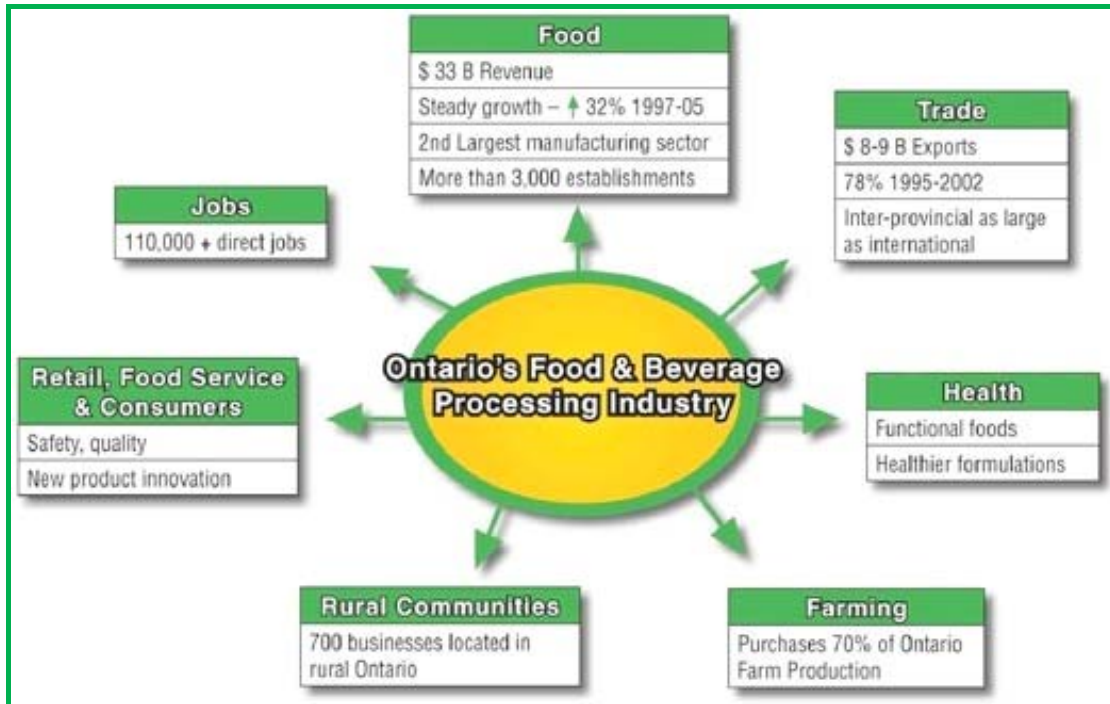 Food
$ 33 B Revenue
Steady growth – ↑ 32% 1997-05
2nd Largest manufacturing sector
More than 3,000 establishments
Trade
$ 8-9 B Exports
78% 1995-2002
Inter-provincial as large
as international
Jobs
110,000 + direct jobs
Ontario's Food & Beverage
Processing Industry
Retail, Food Service
& Consumers
Safety, quality
New product innovation
Health
Functional foods
Healthier formulations
Rural Communities
700 businesses located in
rural Ontario
Farming
Purchases 70% of Ontario
Farm Production